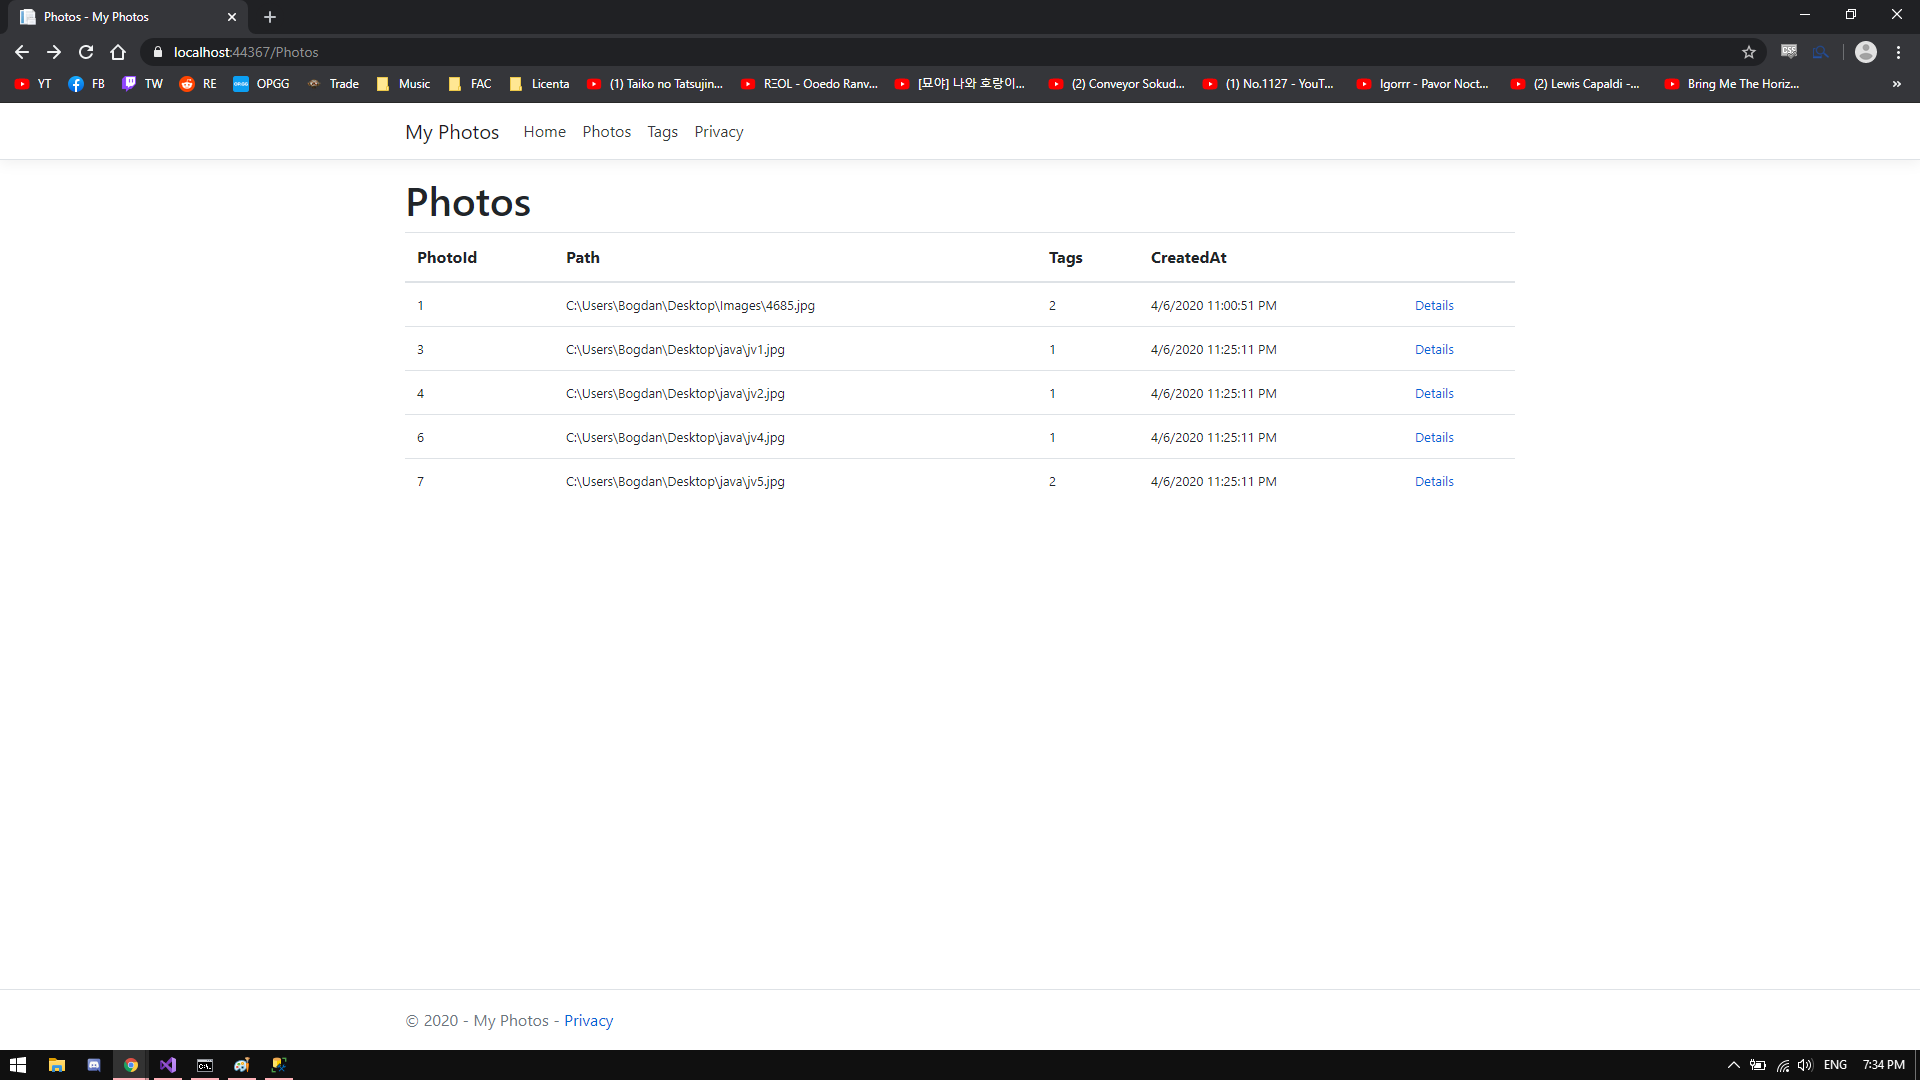 Photos - My Photos
localhost:44367/Photos
YT FB TW RE OPGG Trade Music FAC Licenta (1) Taiko no Tatsujin... RΞOL - Ooedo Ranv... [묘야] 나와 호랑이... (2) Conveyor Sokud... (1) No.1127 - YouT... Igorrr - Pavor Noct... (2) Lewis Capaldi -... Bring Me The Horiz... »
My Photos Home Photos Tags Privacy
Photos
PhotoId Path Tags CreatedAt
1 C:\Users\Bogdan\Desktop\Images\4685.jpg 2 4/6/2020 11:00:51 PM Details
3 C:\Users\Bogdan\Desktop\java\jv1.jpg 1 4/6/2020 11:25:11 PM Details
4 C:\Users\Bogdan\Desktop\java\jv2.jpg 1 4/6/2020 11:25:11 PM Details
6 C:\Users\Bogdan\Desktop\java\jv4.jpg 1 4/6/2020 11:25:11 PM Details
7 C:\Users\Bogdan\Desktop\java\jv5.jpg 2 4/6/2020 11:25:11 PM Details
© 2020 - My Photos - Privacy
ENG 7:34 PM